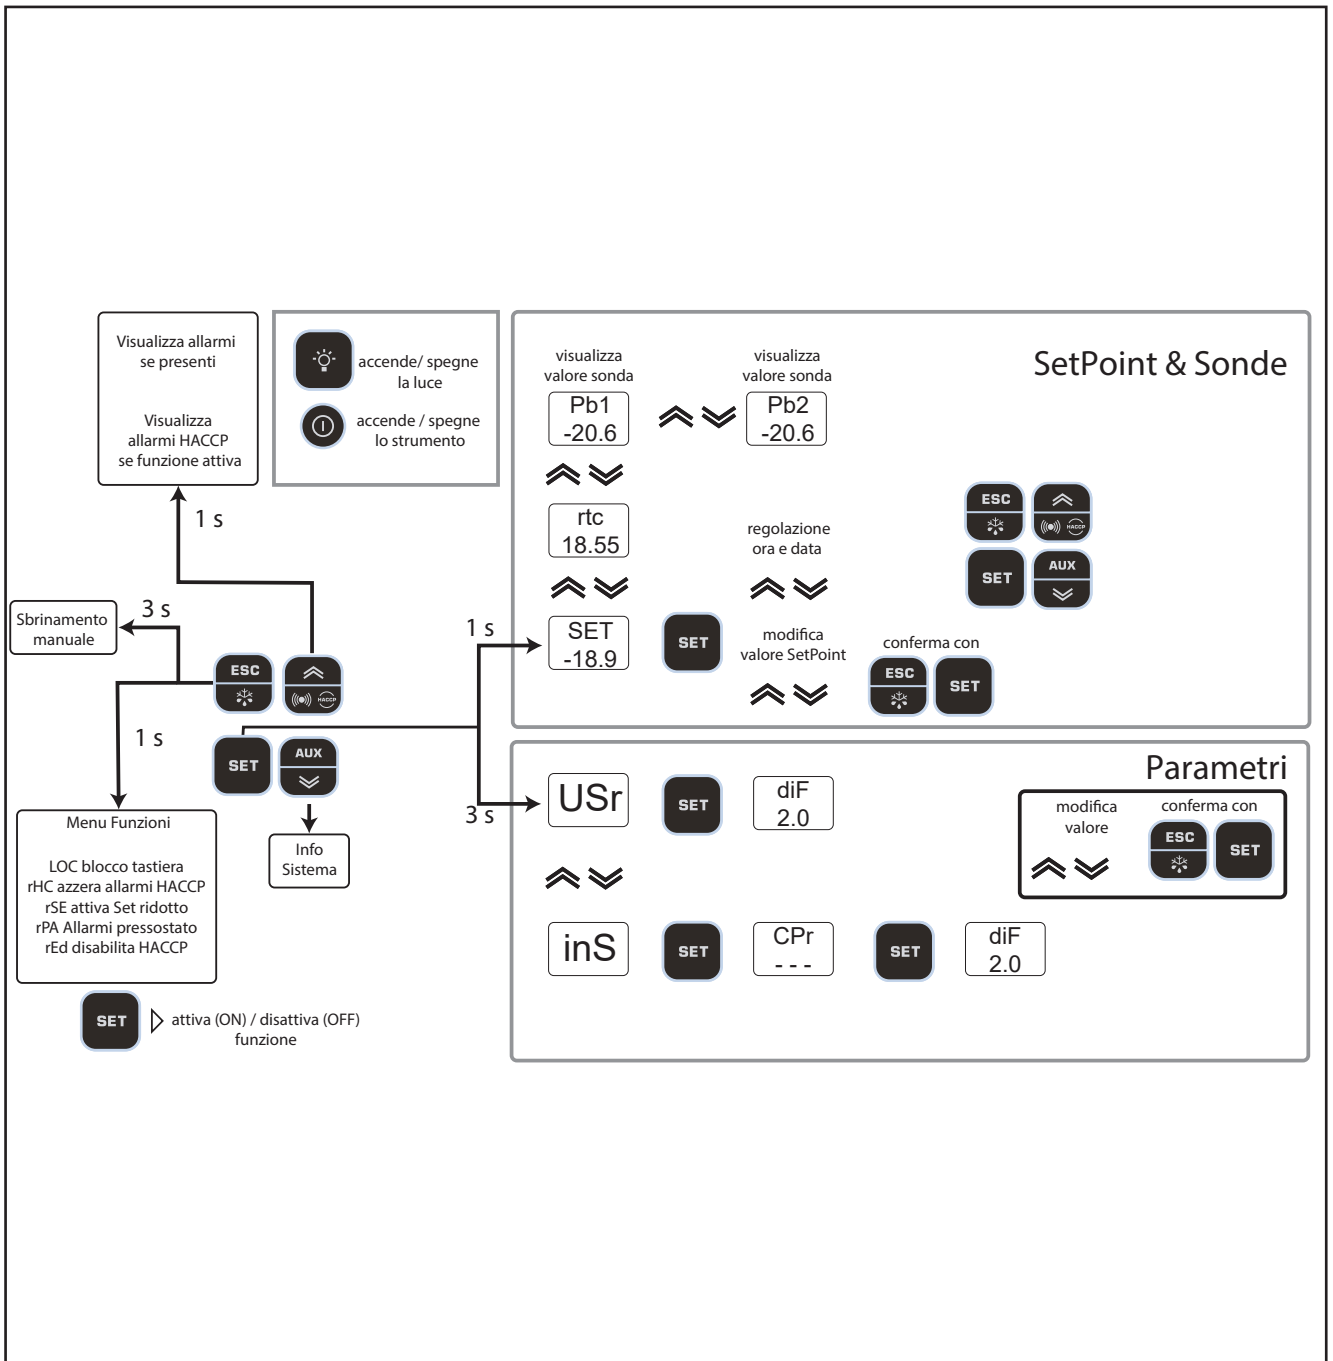 Visualizza allarmi
se presenti
Visualizza
allarmi HACCP
se funzione attiva
accende/ spegne
la luce
accende / spegne
lo strumento
1 s
3 s
Sbrinamento
manuale
ESC
HACCP
1 s
SET
AUX
Info
Sistema
Menu Funzioni
LOC blocco tastiera
rHC azzera allarmi HACCP
rSE attiva Set ridotto
rPA Allarmi pressostato
rEd disabilita HACCP
SET
attiva (ON) / disattiva (OFF)
funzione
1 s
3 s
SetPoint & Sonde
visualizza
valore sonda
Pb1
-20.6
visualizza
valore sonda
Pb2
-20.6
rtc
18.55
regolazione
ora e data
ESC
HACCP
SET
AUX
SET
-18.9
SET
modifica
valore SetPoint
conferma con
ESC
SET
Parametri
USr
SET
diF
2.0
modifica
valore
conferma con
ESC
SET
inS
SET
CPr
- - -
SET
diF
2.0